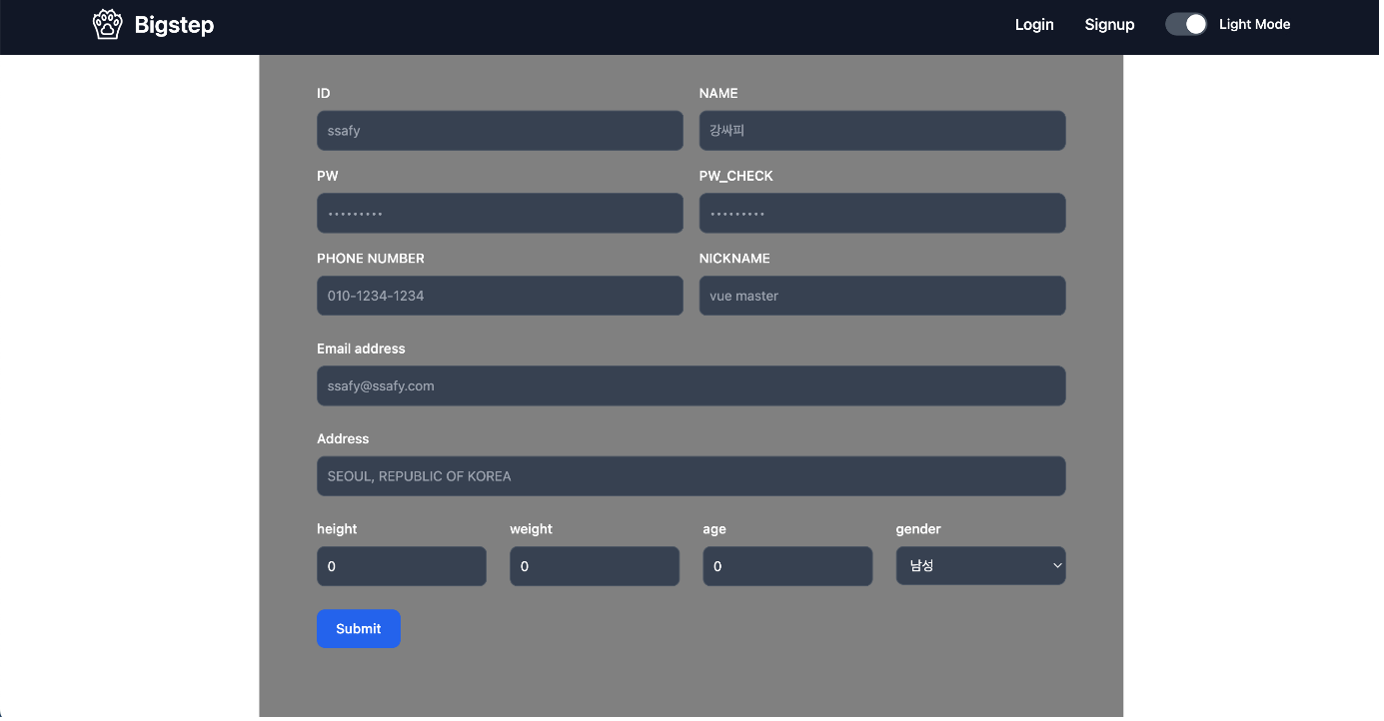 Bigstep
Login Signup Light Mode
ID NAME
ssafy 강싸피
PW PW_CHECK
••••••••• •••••••••
PHONE NUMBER NICKNAME
010-1234-1234 vue master
Email address
ssafy@ssafy.com
Address
SEOUL, REPUBLIC OF KOREA
height weight age gender
0 0 0 남성
Submit